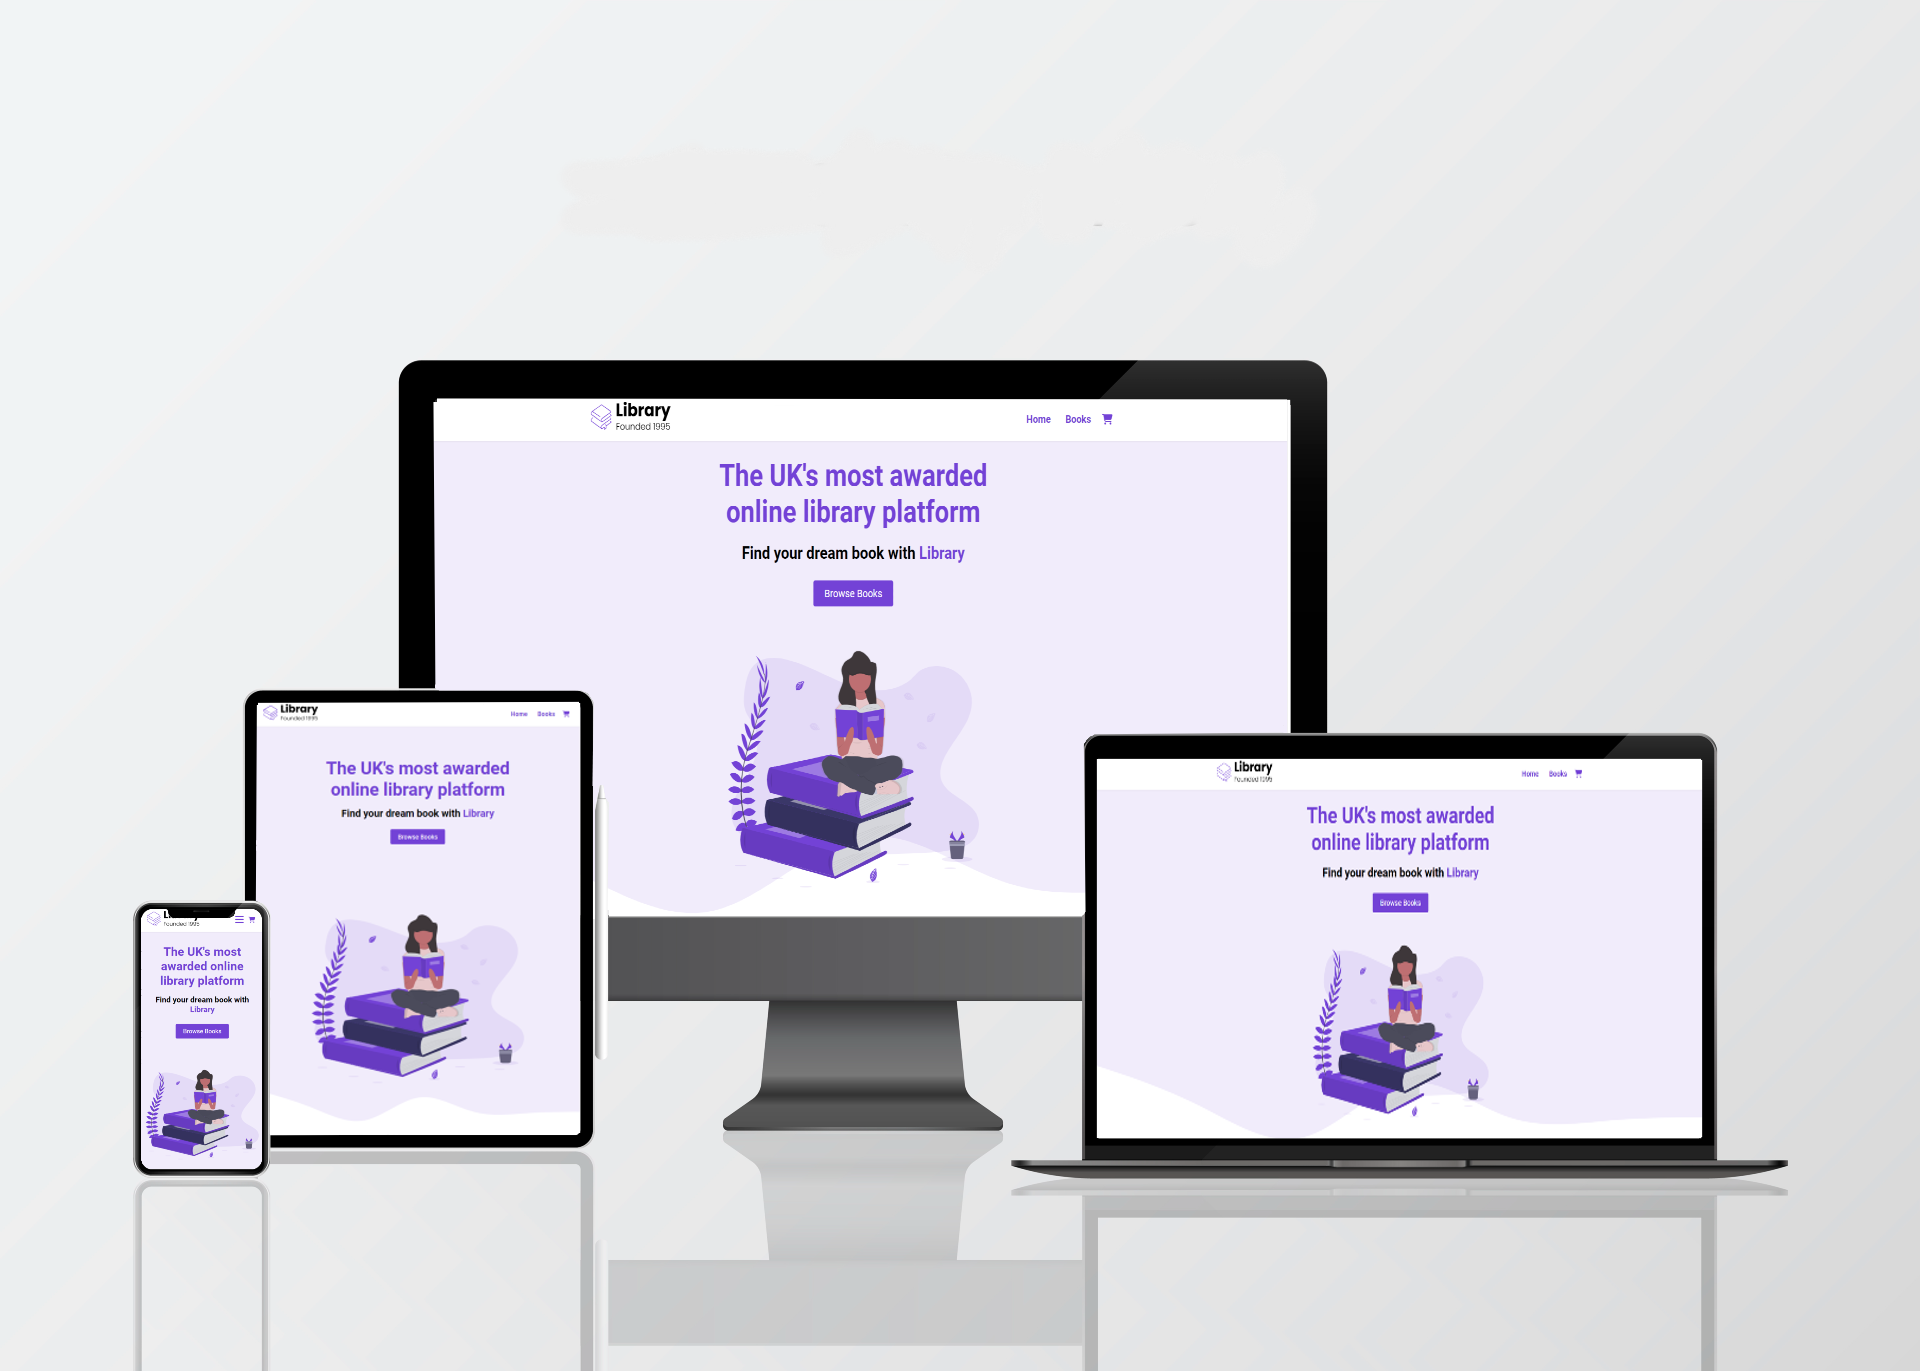 Library
Founded 1995
Home Books
The UK's most awarded
online library platform
Find your dream book with Library
Browse Books
Library
Founded 1995
Home Books
The UK's most awarded
online library platform
Find your dream book with Library
Browse Books
Library
Founded 1995
Home Books
The UK's most awarded
online library platform
Find your dream book with Library
Browse Books
Founded 1995
The UK's most
awarded online
library platform
Find your dream book with
Library
Browse Books